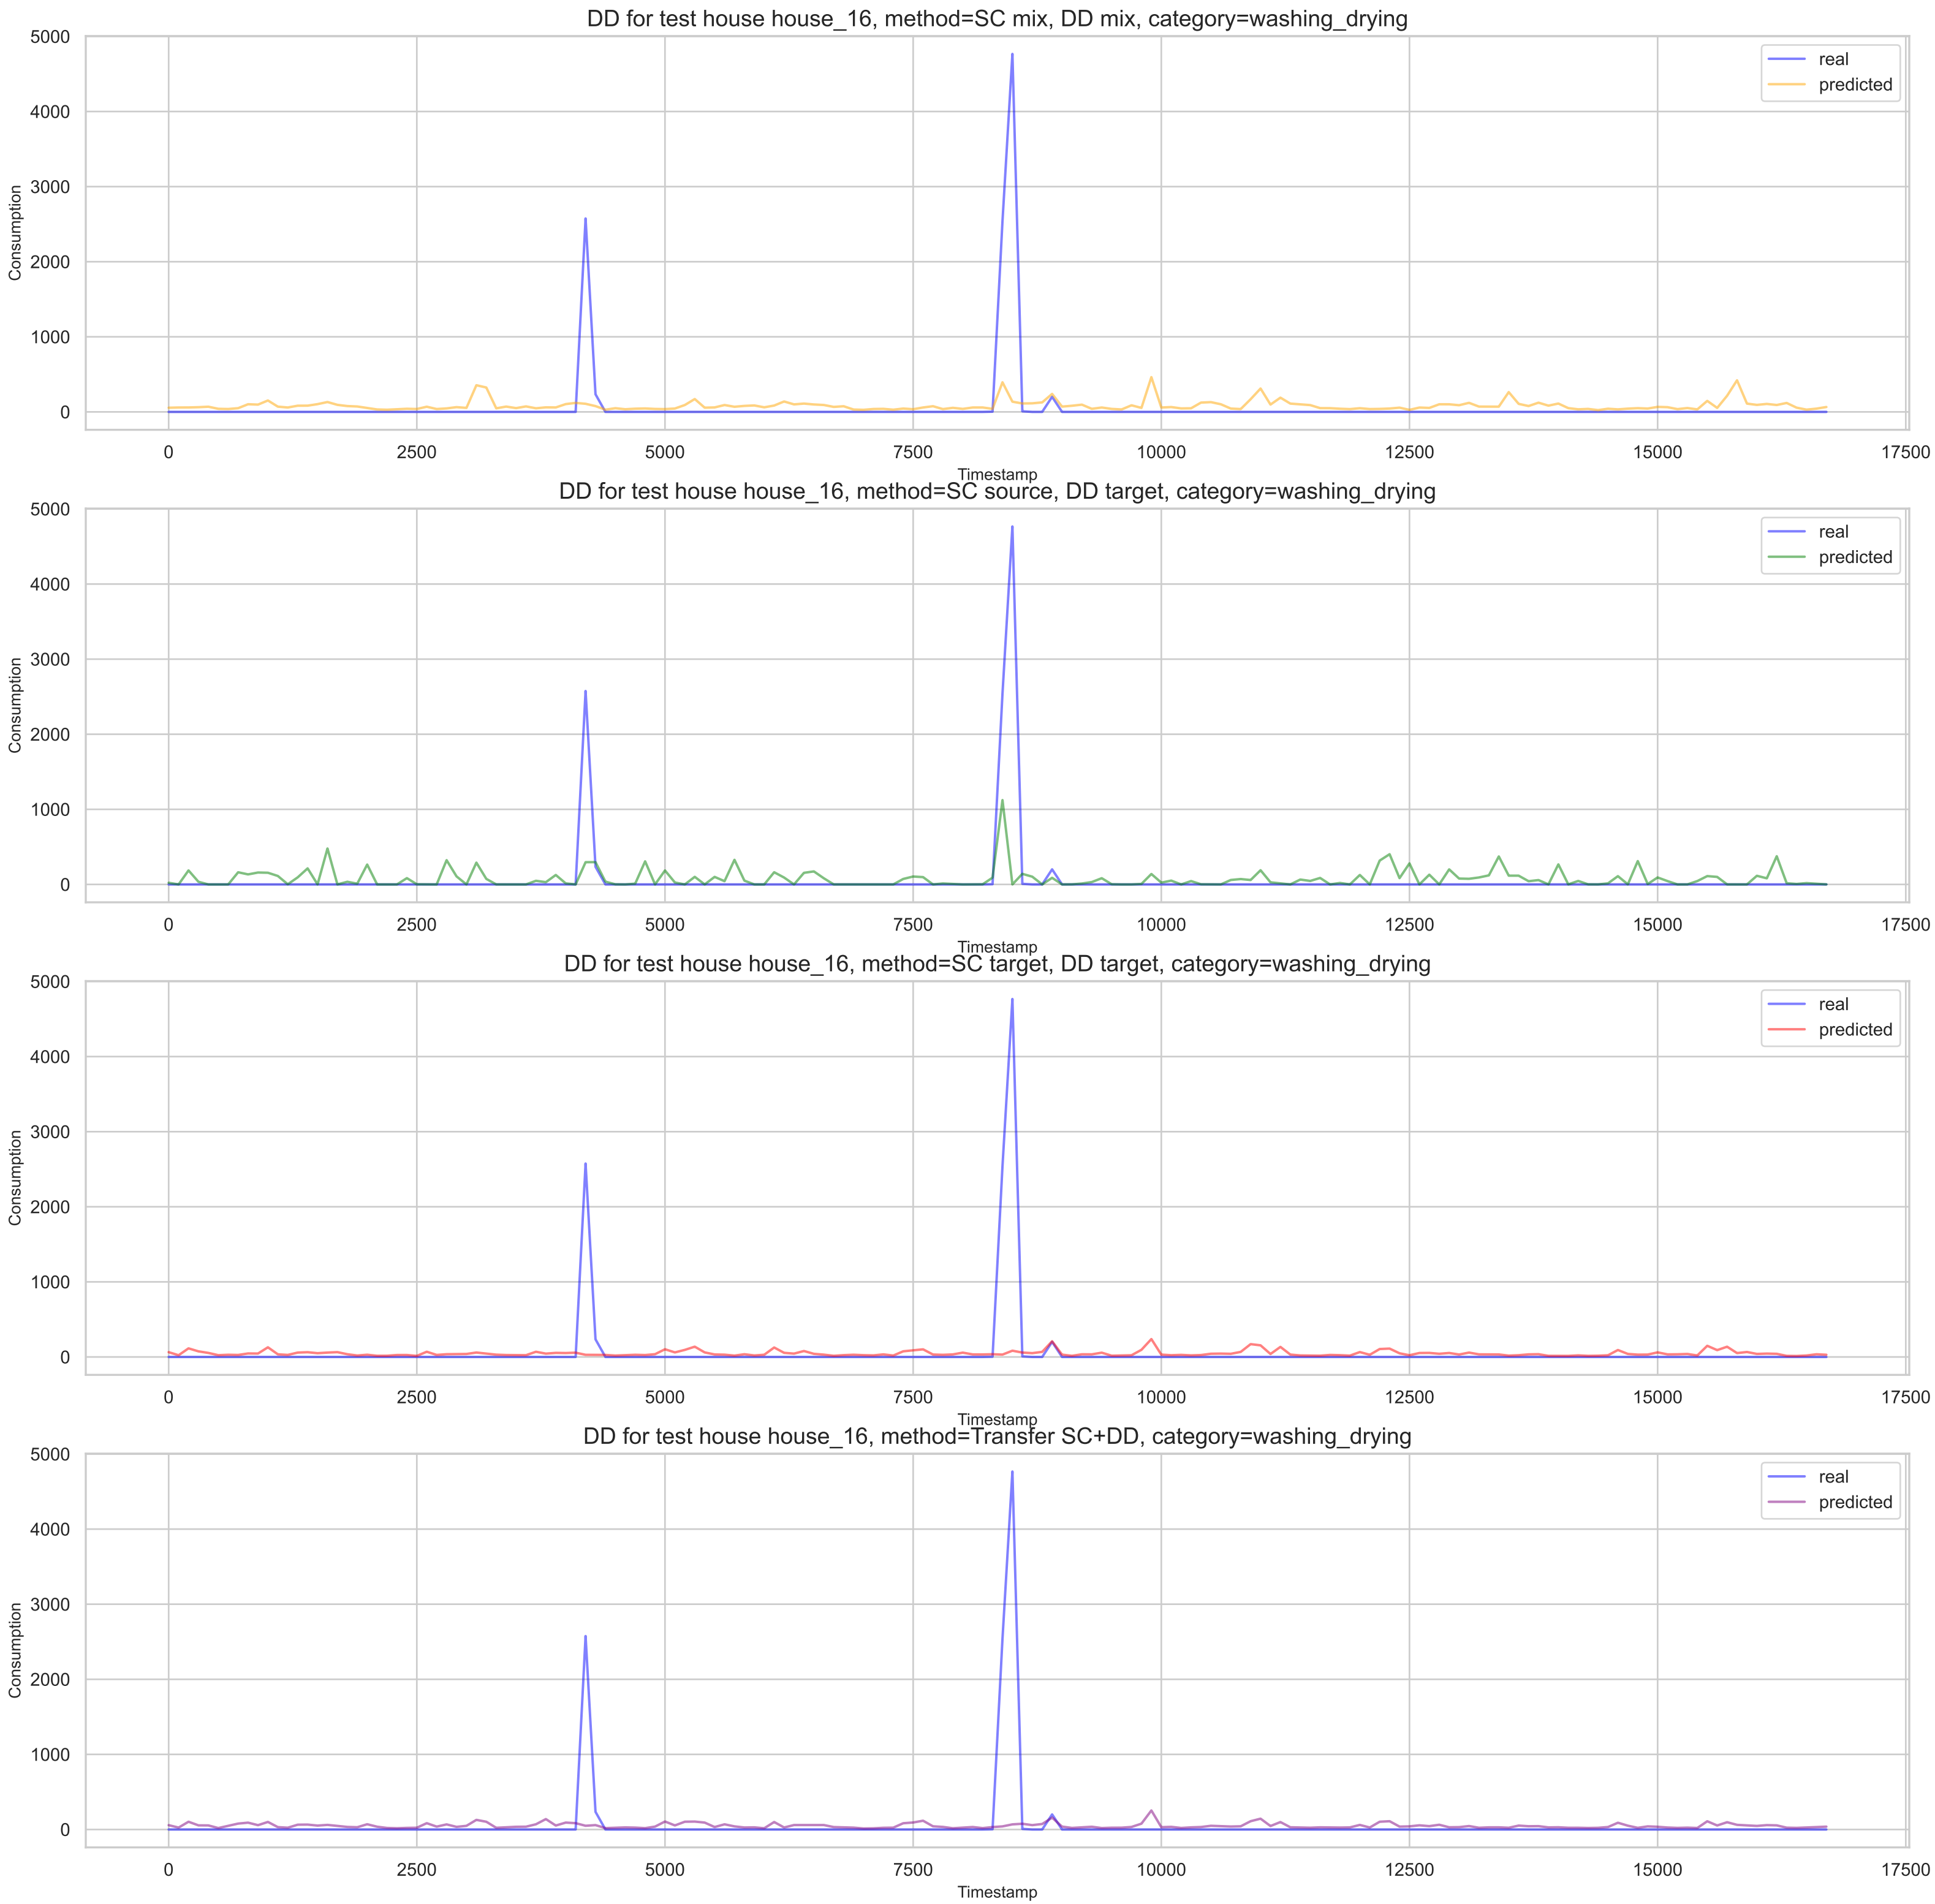 DD for test house house_16, method=SC mix, DD mix, category=washing_drying
5000
4000
3000
2000
1000
0
Consumption
real
predicted
0 2500 5000 7500 10000 12500 15000 17500
Timestamp
DD for test house house_16, method=SC source, DD target, category=washing_drying
5000
4000
3000
2000
1000
0
Consumption
real
predicted
0 2500 5000 7500 10000 12500 15000 17500
Timestamp
DD for test house house_16, method=SC target, DD target, category=washing_drying
5000
4000
3000
2000
1000
0
Consumption
real
predicted
0 2500 5000 7500 10000 12500 15000 17500
Timestamp
DD for test house house_16, method=Transfer SC+DD, category=washing_drying
5000
4000
3000
2000
1000
0
Consumption
real
predicted
0 2500 5000 7500 10000 12500 15000 17500
Timestamp